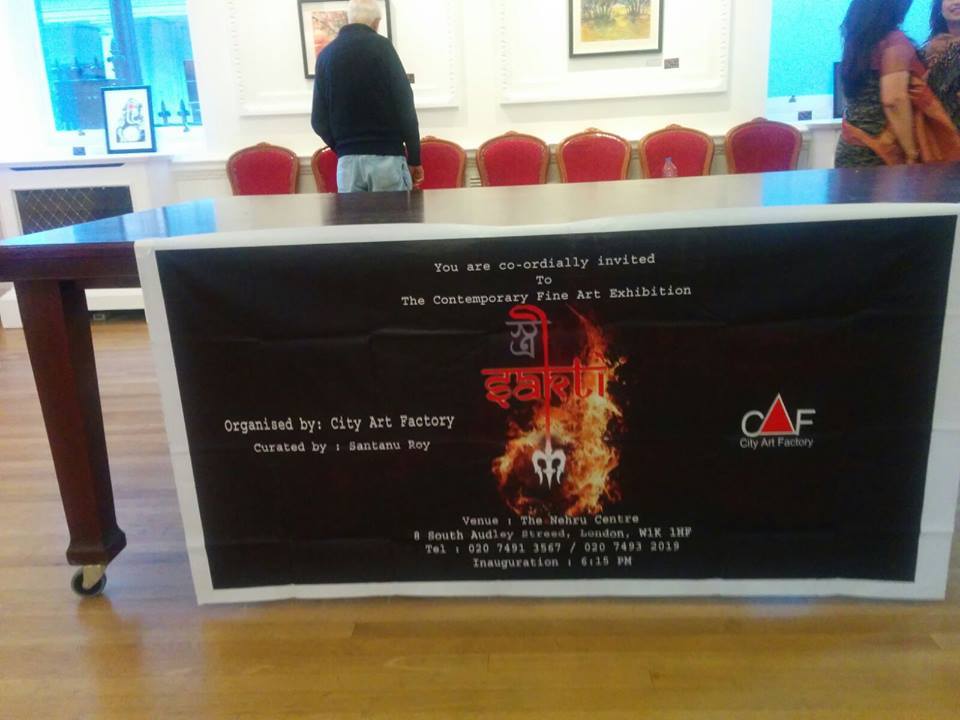 You are co-ordially invited
To
The Contemporary Fine Art Exhibition
स्त्री
Sakti
Organised by: City Art Factory
Curated by : Santanu Roy
CAF
City Art Factory
Venue : The Nehru Centre
8 South Audley Streed, London, W1K 1HF
Tel : 020 7491 3567 / 020 7493 2019
Inauguration : 6:15 PM